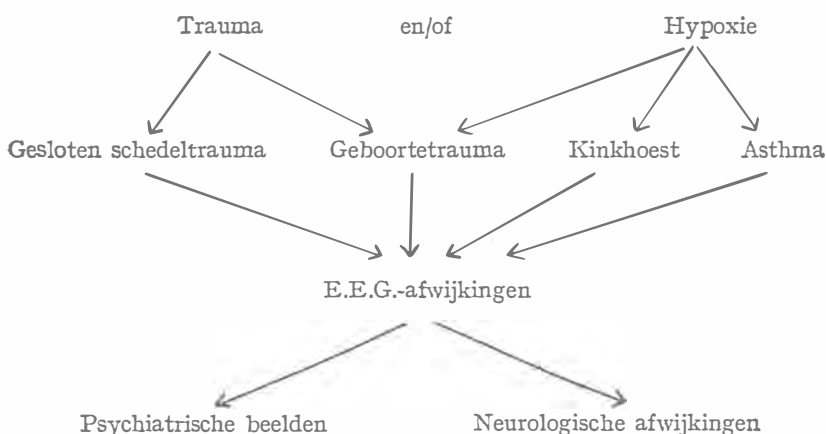 Trauma en/of Hypoxie
Gesloten schedeltrauma Geboortetrauma Kinkhoest Asthma
E.E.G.-afwijkingen
Psychiatrische beelden Neurologische afwijkingen